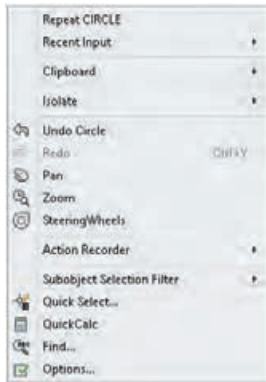 Repeat CIRCLE
Recent Input
Clipboard
Isolate
Undo Circle
Redo Ctrl+Y
Pan
Zoom
SteeringWheels
Action Recorder
Subobject Selection Filter
Quick Select...
QuickCalc
Find...
Options...